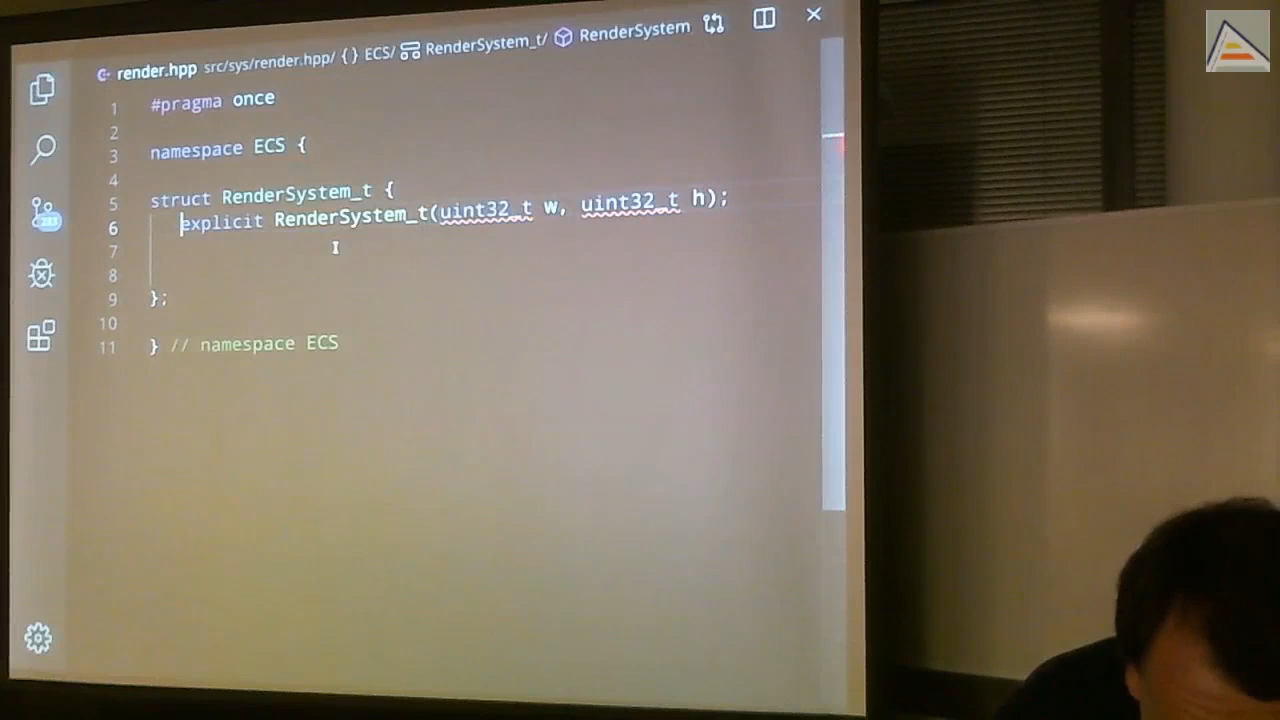 render.hpp src/sys/render.hpp/ { } ECS/ RenderSystem_t/ RenderSystem
1 #pragma once
2
3 namespace ECS {
4
5 struct RenderSystem_t {
6 explicit RenderSystem_t(uint32_t w, uint32_t h);
7
8
9 };
10
11 } // namespace ECS